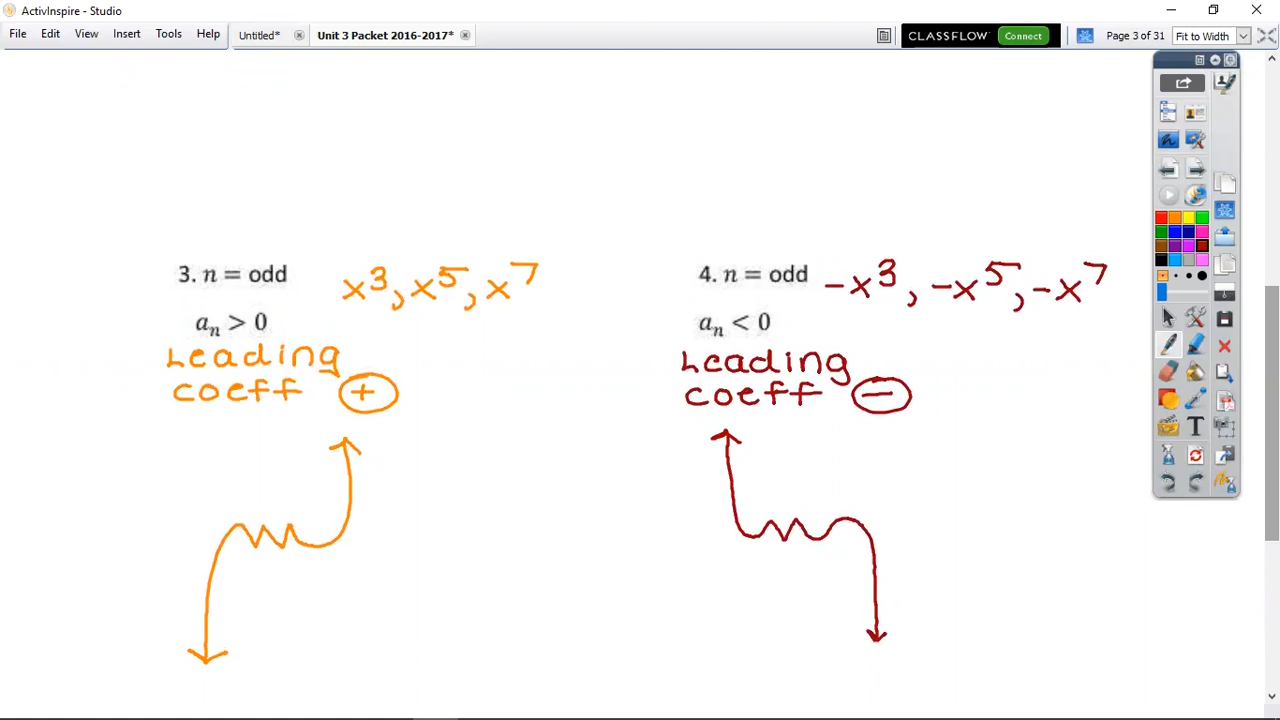 ActivInspire - Studio
File Edit View Insert Tools Help
Untitled*
Unit 3 Packet 2016-2017*
CLASSFLOW Connect
Page 3 of 31
Fit to Width
3. n = odd
x³, x⁵, x⁷
aₙ > 0
Leading
coeff +
4. n = odd
-x³, -x⁵, -x⁷
aₙ < 0
Leading
coeff −